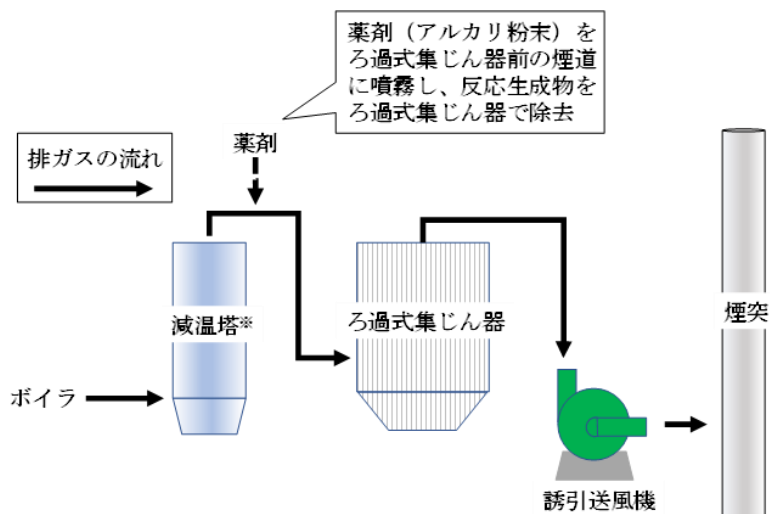 薬剤（アルカリ粉末）を
ろ過式集じん器前の煙道
に噴霧し、反応生成物を
ろ過式集じん器で除去
排ガスの流れ
薬剤
減温塔※
ろ過式集じん器
煙突
ボイラ
誘引送風機